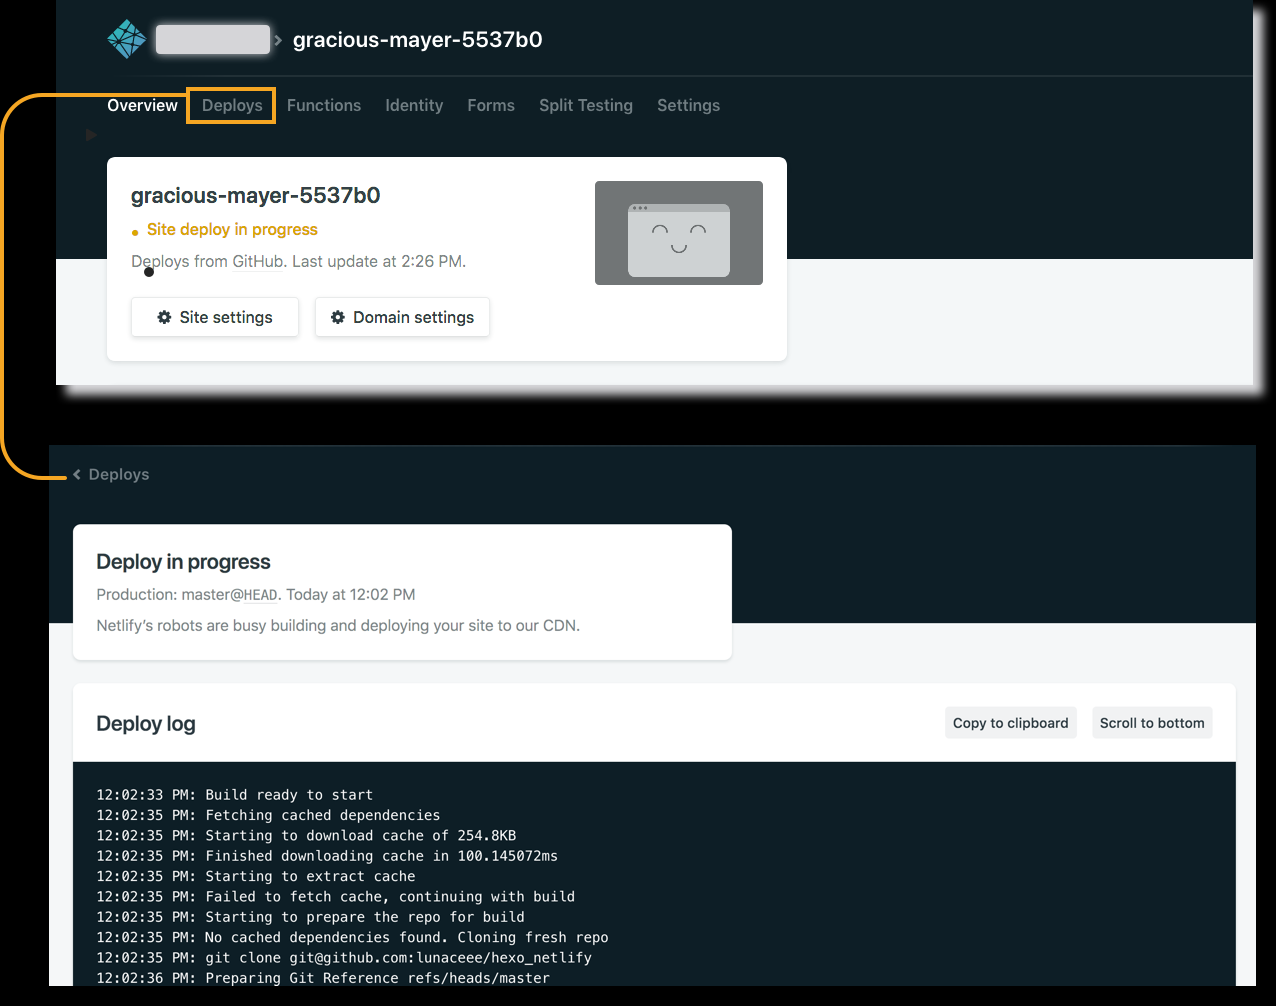 gracious-mayer-5537b0
Overview Deploys Functions Identity Forms Split Testing Settings
gracious-mayer-5537b0
Site deploy in progress
Deploys from GitHub. Last update at 2:26 PM.
Site settings Domain settings
Deploys
Deploy in progress
Production: master@HEAD. Today at 12:02 PM
Netlify's robots are busy building and deploying your site to our CDN.
Deploy log Copy to clipboard Scroll to bottom
12:02:33 PM: Build ready to start
12:02:35 PM: Fetching cached dependencies
12:02:35 PM: Starting to download cache of 254.8KB
12:02:35 PM: Finished downloading cache in 100.145072ms
12:02:35 PM: Starting to extract cache
12:02:35 PM: Failed to fetch cache, continuing with build
12:02:35 PM: Starting to prepare the repo for build
12:02:35 PM: No cached dependencies found. Cloning fresh repo
12:02:35 PM: git clone git@github.com:lunaceee/hexo_netlify
12:02:36 PM: Preparing Git Reference refs/heads/master